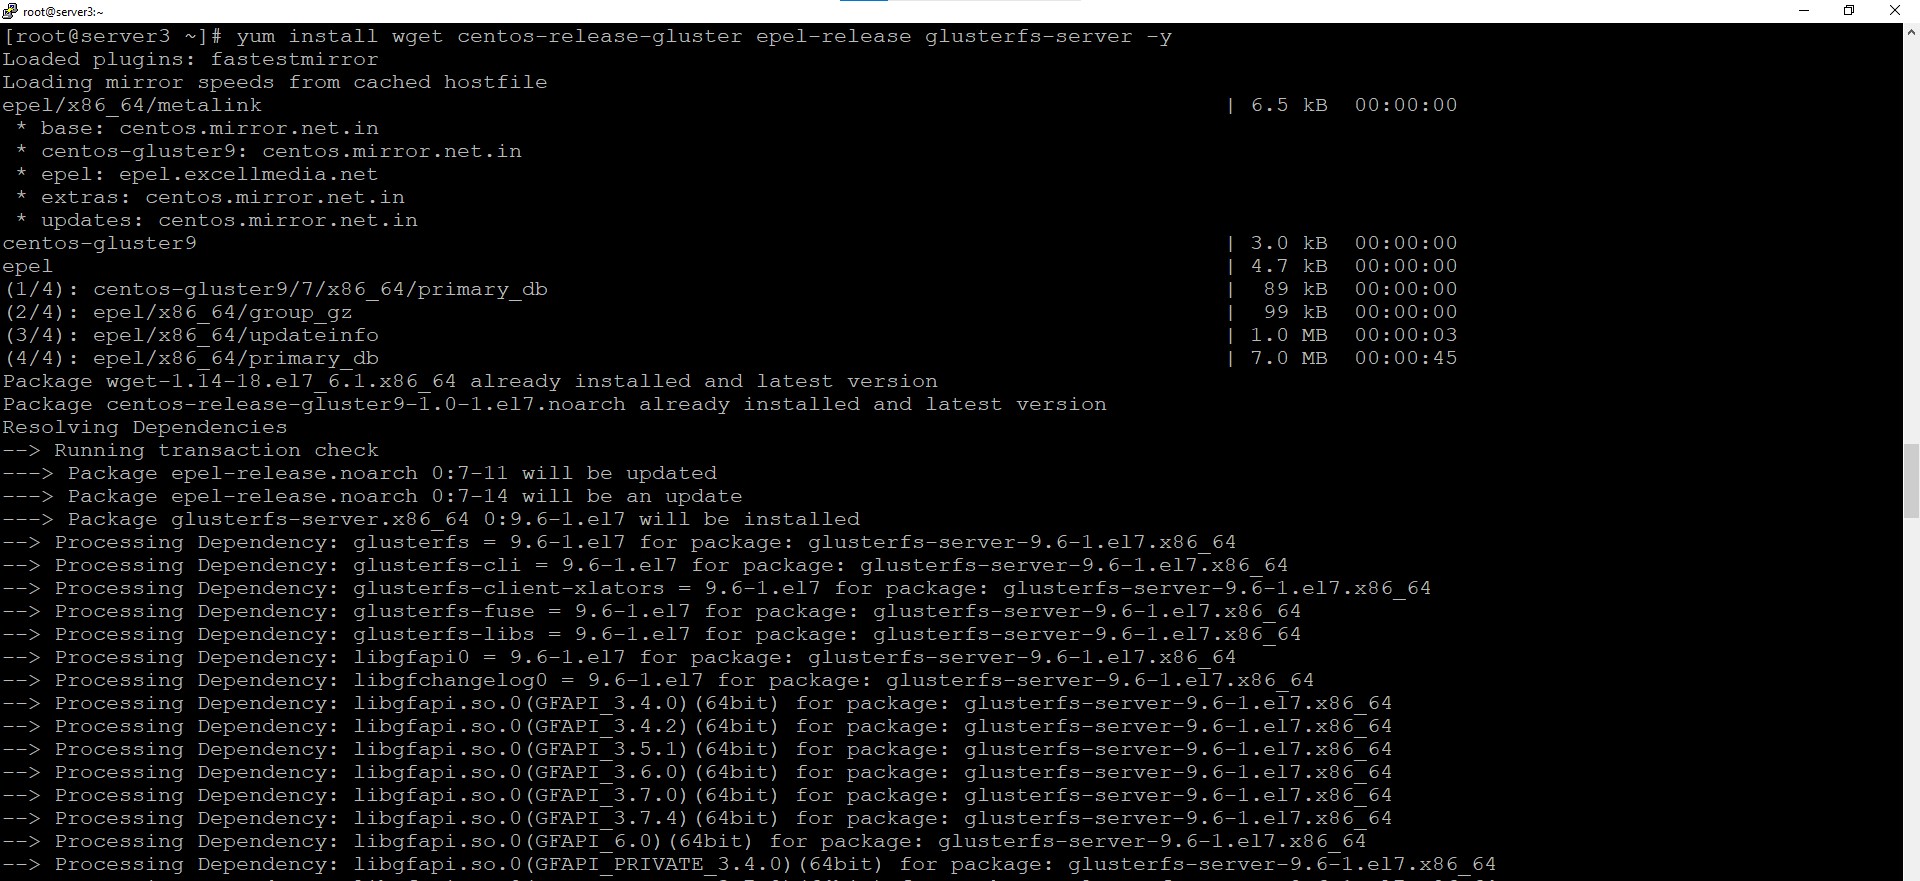 root@server3:~
[root@server3 ~]# yum install wget centos-release-gluster epel-release glusterfs-server -y
Loaded plugins: fastestmirror
Loading mirror speeds from cached hostfile
epel/x86_64/metalink | 6.5 kB 00:00:00
* base: centos.mirror.net.in
* centos-gluster9: centos.mirror.net.in
* epel: epel.excellmedia.net
* extras: centos.mirror.net.in
* updates: centos.mirror.net.in
centos-gluster9 | 3.0 kB 00:00:00
epel | 4.7 kB 00:00:00
(1/4): centos-gluster9/7/x86_64/primary_db | 89 kB 00:00:00
(2/4): epel/x86_64/group_gz | 99 kB 00:00:00
(3/4): epel/x86_64/updateinfo | 1.0 MB 00:00:03
(4/4): epel/x86_64/primary_db | 7.0 MB 00:00:45
Package wget-1.14-18.el7_6.1.x86_64 already installed and latest version
Package centos-release-gluster9-1.0-1.el7.noarch already installed and latest version
Resolving Dependencies
--> Running transaction check
---> Package epel-release.noarch 0:7-11 will be updated
---> Package epel-release.noarch 0:7-14 will be an update
---> Package glusterfs-server.x86_64 0:9.6-1.el7 will be installed
--> Processing Dependency: glusterfs = 9.6-1.el7 for package: glusterfs-server-9.6-1.el7.x86_64
--> Processing Dependency: glusterfs-cli = 9.6-1.el7 for package: glusterfs-server-9.6-1.el7.x86_64
--> Processing Dependency: glusterfs-client-xlators = 9.6-1.el7 for package: glusterfs-server-9.6-1.el7.x86_64
--> Processing Dependency: glusterfs-fuse = 9.6-1.el7 for package: glusterfs-server-9.6-1.el7.x86_64
--> Processing Dependency: glusterfs-libs = 9.6-1.el7 for package: glusterfs-server-9.6-1.el7.x86_64
--> Processing Dependency: libgfapi0 = 9.6-1.el7 for package: glusterfs-server-9.6-1.el7.x86_64
--> Processing Dependency: libgfchangelog0 = 9.6-1.el7 for package: glusterfs-server-9.6-1.el7.x86_64
--> Processing Dependency: libgfapi.so.0(GFAPI_3.4.0)(64bit) for package: glusterfs-server-9.6-1.el7.x86_64
--> Processing Dependency: libgfapi.so.0(GFAPI_3.4.2)(64bit) for package: glusterfs-server-9.6-1.el7.x86_64
--> Processing Dependency: libgfapi.so.0(GFAPI_3.5.1)(64bit) for package: glusterfs-server-9.6-1.el7.x86_64
--> Processing Dependency: libgfapi.so.0(GFAPI_3.6.0)(64bit) for package: glusterfs-server-9.6-1.el7.x86_64
--> Processing Dependency: libgfapi.so.0(GFAPI_3.7.0)(64bit) for package: glusterfs-server-9.6-1.el7.x86_64
--> Processing Dependency: libgfapi.so.0(GFAPI_3.7.4)(64bit) for package: glusterfs-server-9.6-1.el7.x86_64
--> Processing Dependency: libgfapi.so.0(GFAPI_6.0)(64bit) for package: glusterfs-server-9.6-1.el7.x86_64
--> Processing Dependency: libgfapi.so.0(GFAPI_PRIVATE_3.4.0)(64bit) for package: glusterfs-server-9.6-1.el7.x86_64